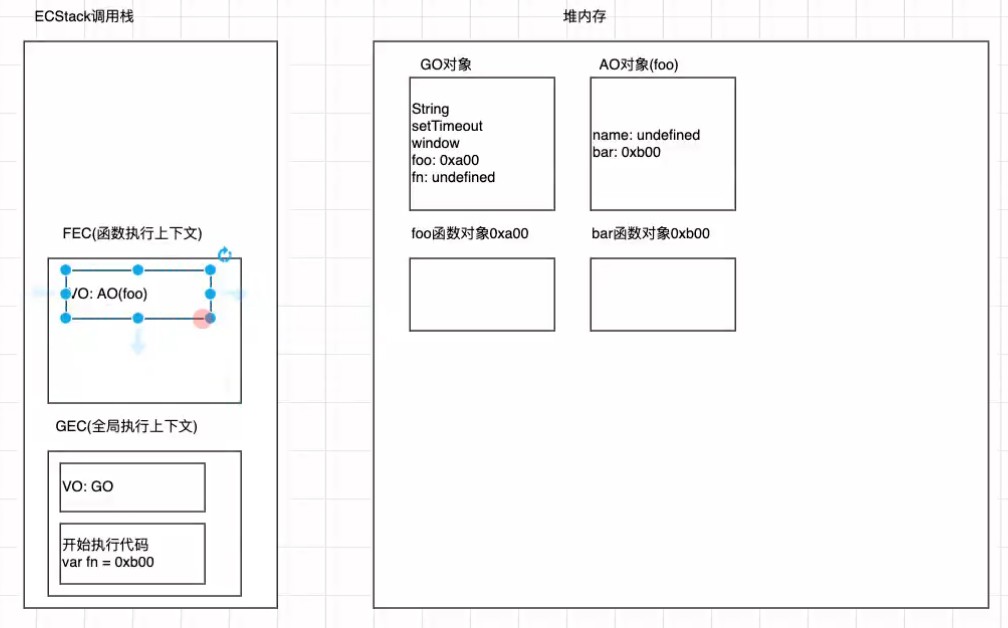 ECStack调用栈
堆内存
GO对象
AO对象(foo)
String
setTimeout
window
foo: 0xa00
fn: undefined
name: undefined
bar: 0xb00
FEC(函数执行上下文)
foo函数对象0xa00
bar函数对象0xb00
VO: AO(foo)
GEC(全局执行上下文)
VO: GO
开始执行代码
var fn = 0xb00